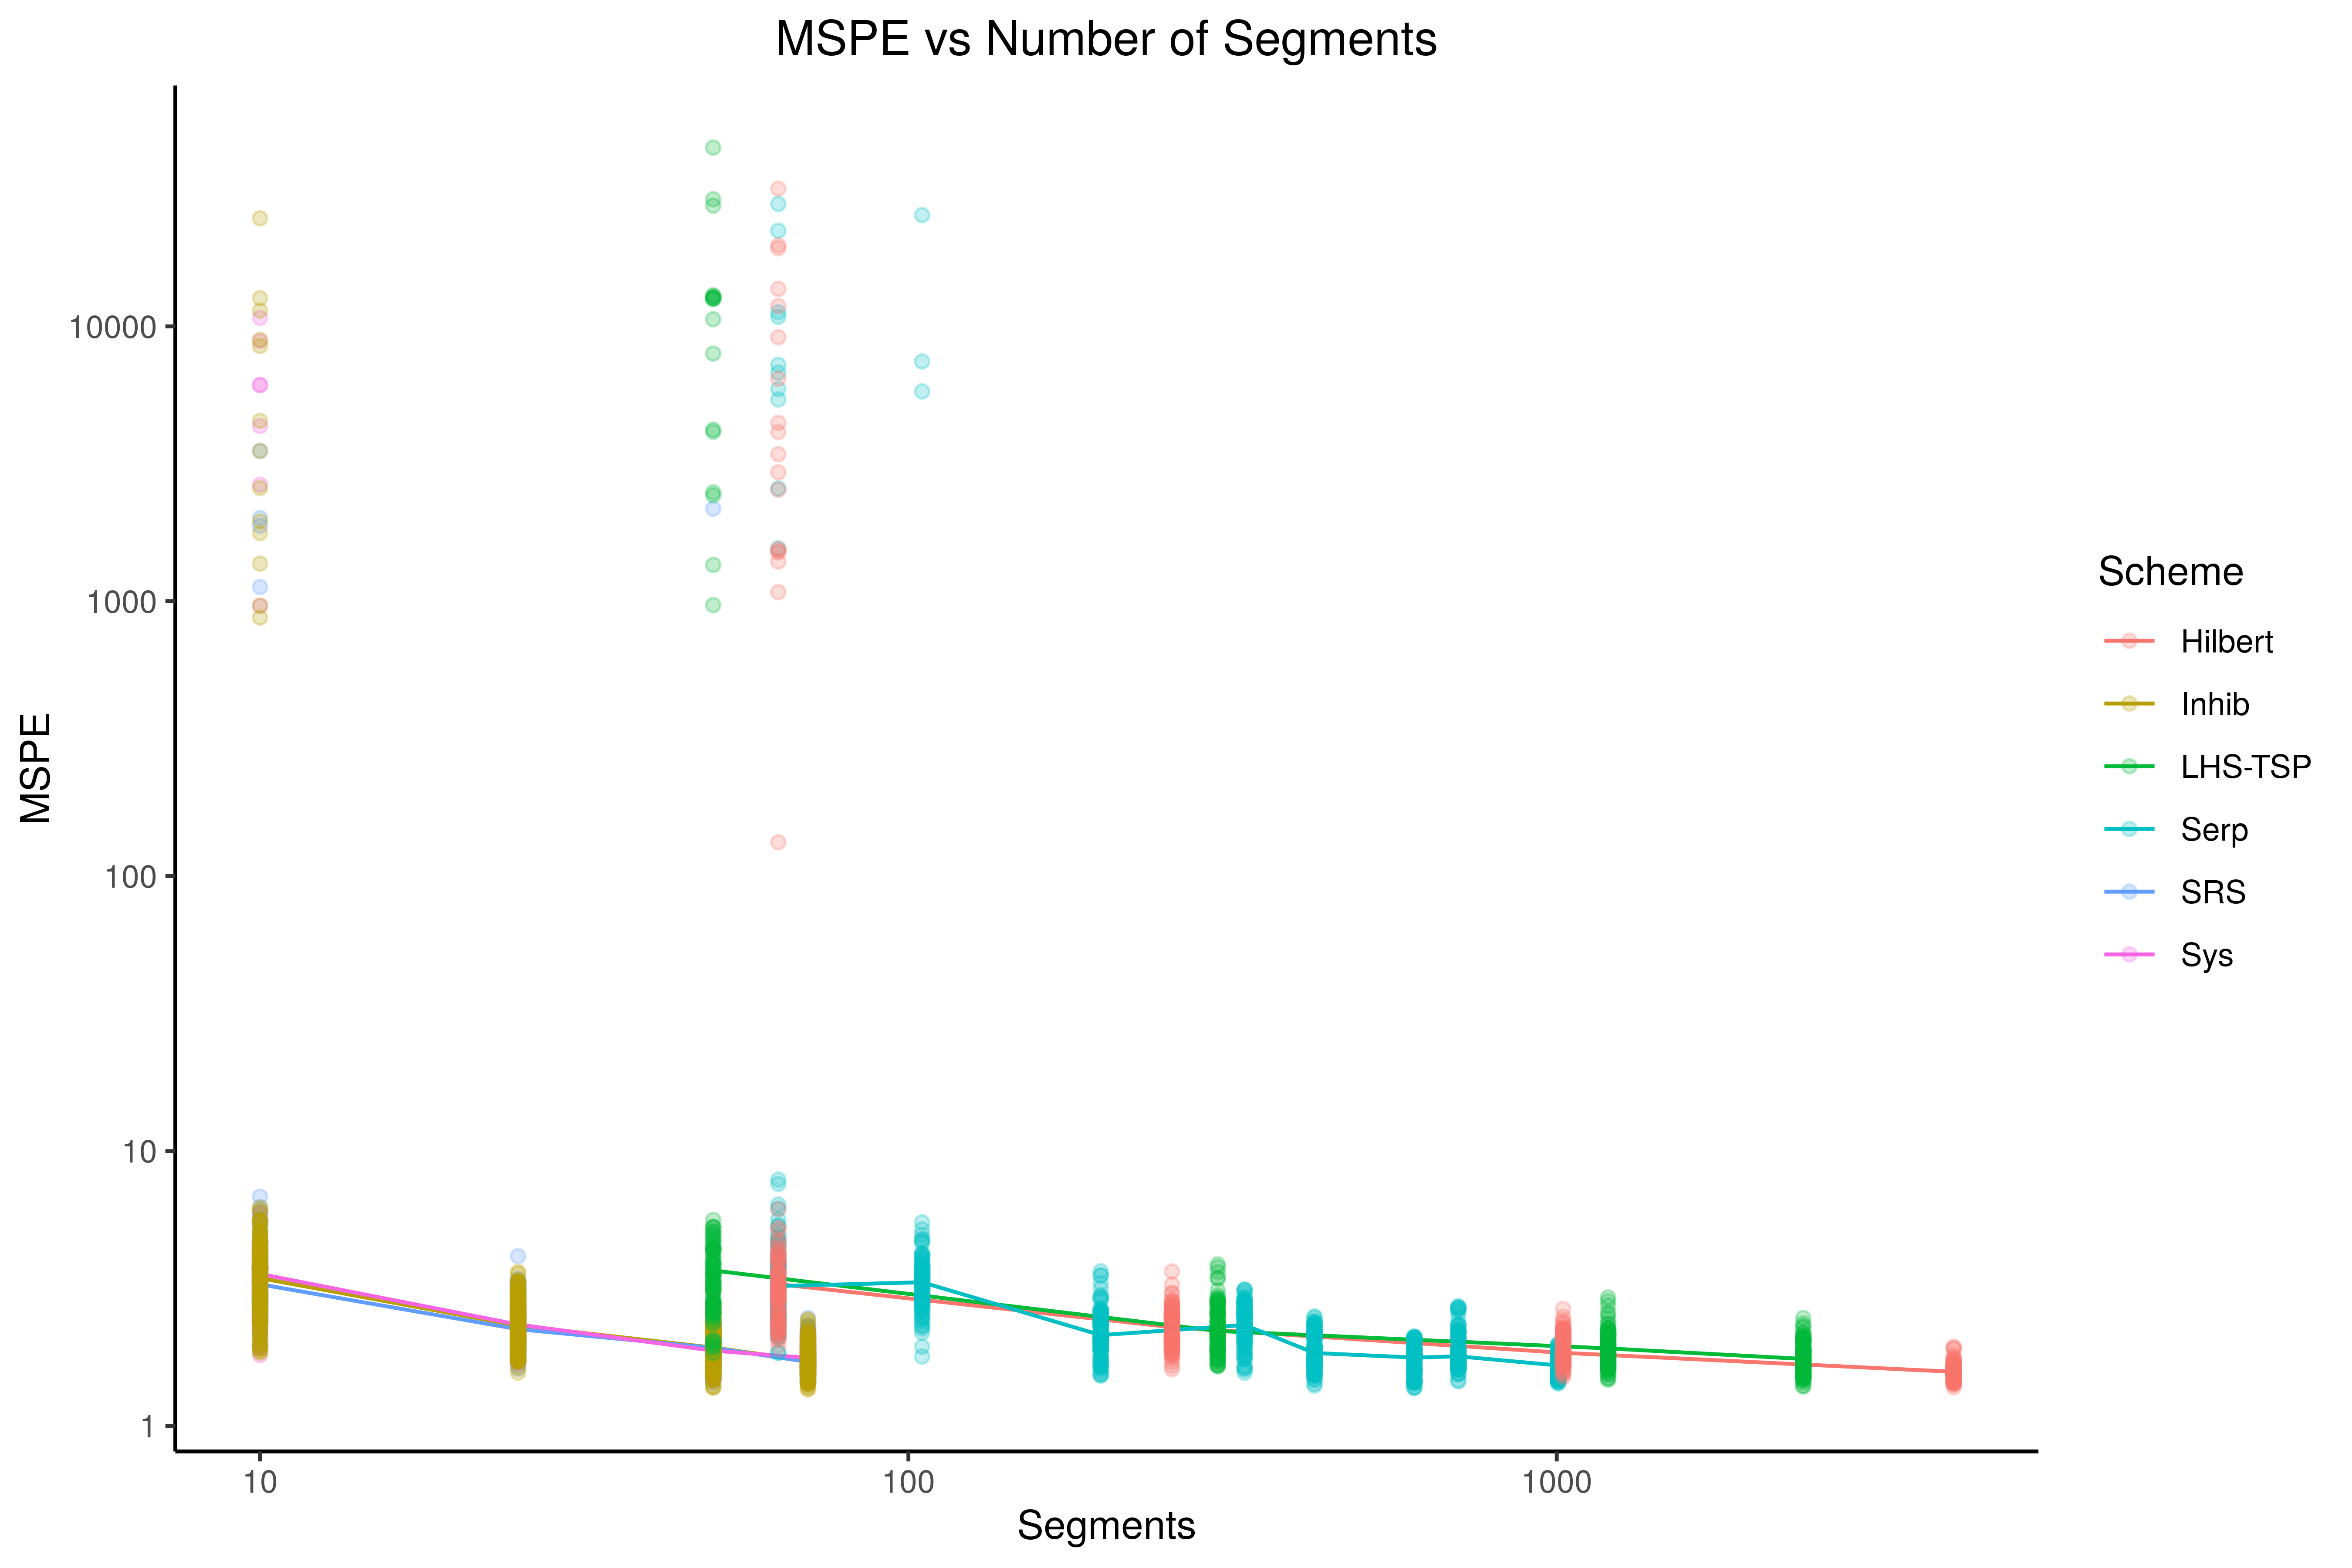 MSPE vs Number of Segments
MSPE
10000
1000
100
10
1
10
100
1000
Segments
Scheme
Hilbert
Inhib
LHS-TSP
Serp
SRS
Sys